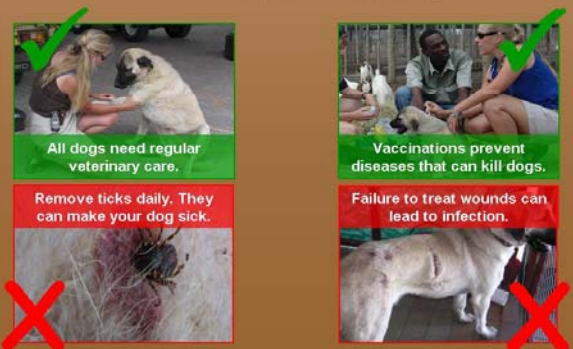 All dogs need regular
veterinary care.
Vaccinations prevent
diseases that can kill dogs.
Remove ticks daily. They
can make your dog sick.
Failure to treat wounds can
lead to infection.